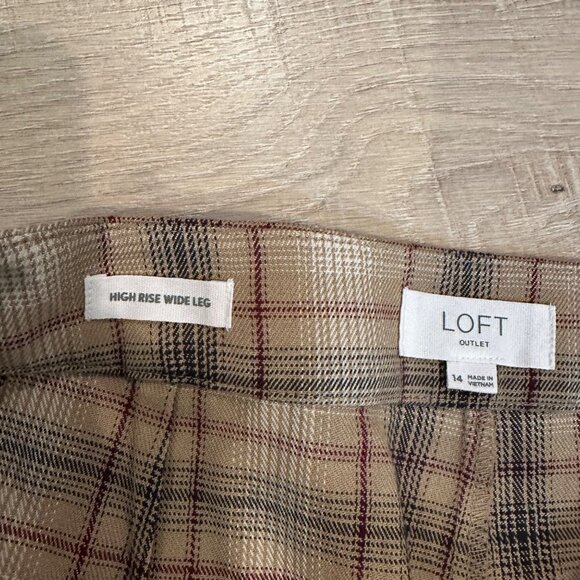 HIGH RISE WIDE LEG
LOFT
OUTLET
14 MADE IN
VIETNAM